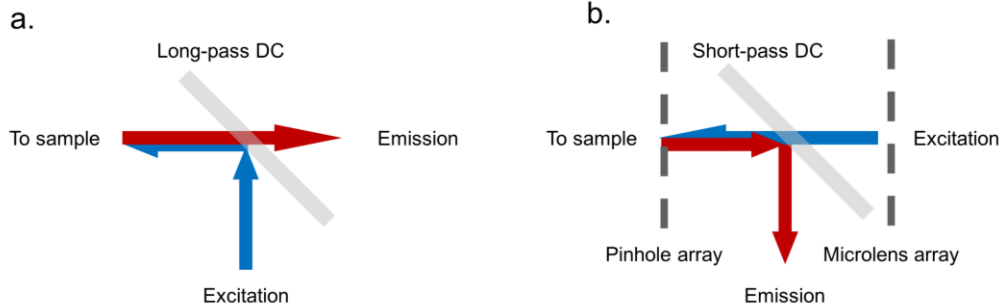 a.
Long-pass DC
To sample
Emission
Excitation
b.
Short-pass DC
To sample
Excitation
Pinhole array
Microlens array
Emission